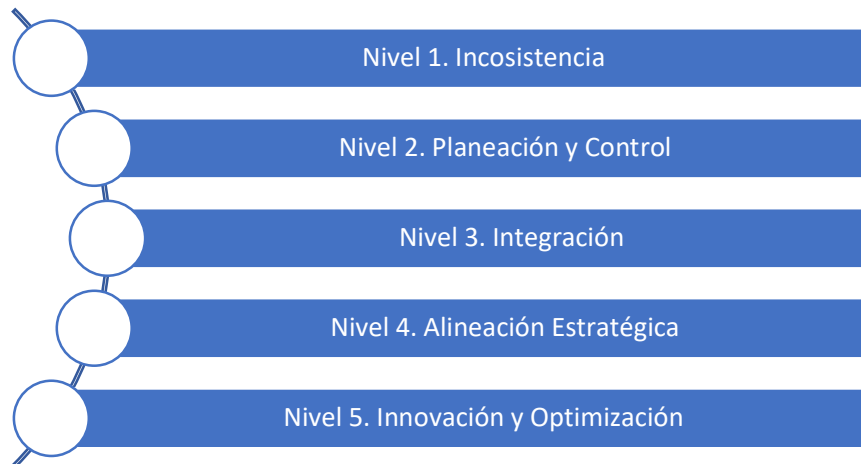 Nivel 1. Incosistencia
Nivel 2. Planeación y Control
Nivel 3. Integración
Nivel 4. Alineación Estratégica
Nivel 5. Innovación y Optimización